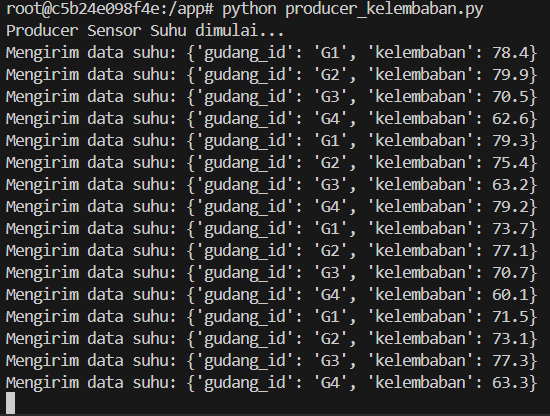 root@c5b24e098f4e:/app# python producer_kelembaban.py
Producer Sensor Suhu dimulai...
Mengirim data suhu: {'gudang_id': 'G1', 'kelembaban': 78.4}
Mengirim data suhu: {'gudang_id': 'G2', 'kelembaban': 79.9}
Mengirim data suhu: {'gudang_id': 'G3', 'kelembaban': 70.5}
Mengirim data suhu: {'gudang_id': 'G4', 'kelembaban': 62.6}
Mengirim data suhu: {'gudang_id': 'G1', 'kelembaban': 79.3}
Mengirim data suhu: {'gudang_id': 'G2', 'kelembaban': 75.4}
Mengirim data suhu: {'gudang_id': 'G3', 'kelembaban': 63.2}
Mengirim data suhu: {'gudang_id': 'G4', 'kelembaban': 79.2}
Mengirim data suhu: {'gudang_id': 'G1', 'kelembaban': 73.7}
Mengirim data suhu: {'gudang_id': 'G2', 'kelembaban': 77.1}
Mengirim data suhu: {'gudang_id': 'G3', 'kelembaban': 70.7}
Mengirim data suhu: {'gudang_id': 'G4', 'kelembaban': 60.1}
Mengirim data suhu: {'gudang_id': 'G1', 'kelembaban': 71.5}
Mengirim data suhu: {'gudang_id': 'G2', 'kelembaban': 73.1}
Mengirim data suhu: {'gudang_id': 'G3', 'kelembaban': 77.3}
Mengirim data suhu: {'gudang_id': 'G4', 'kelembaban': 63.3}